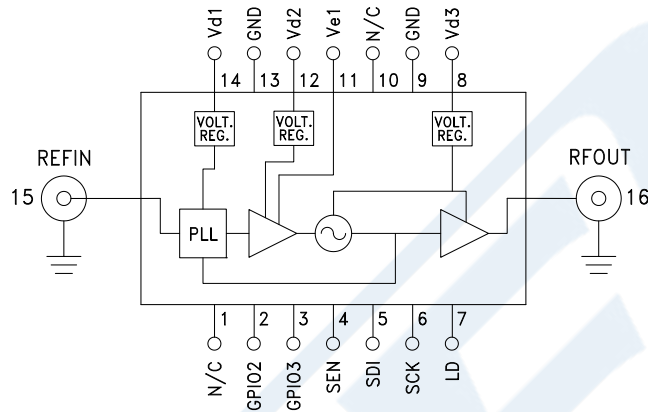 Vd1 GND Vd2 Ve1 N/C GND Vd3
14 13 12 11 10 9 8
VOLT. REG. VOLT. REG. VOLT. REG.
REFIN RFOUT
15 16
PLL
1 2 3 4 5 6 7
N/C GPIO2 GPIO3 SEN SDI SCK LD